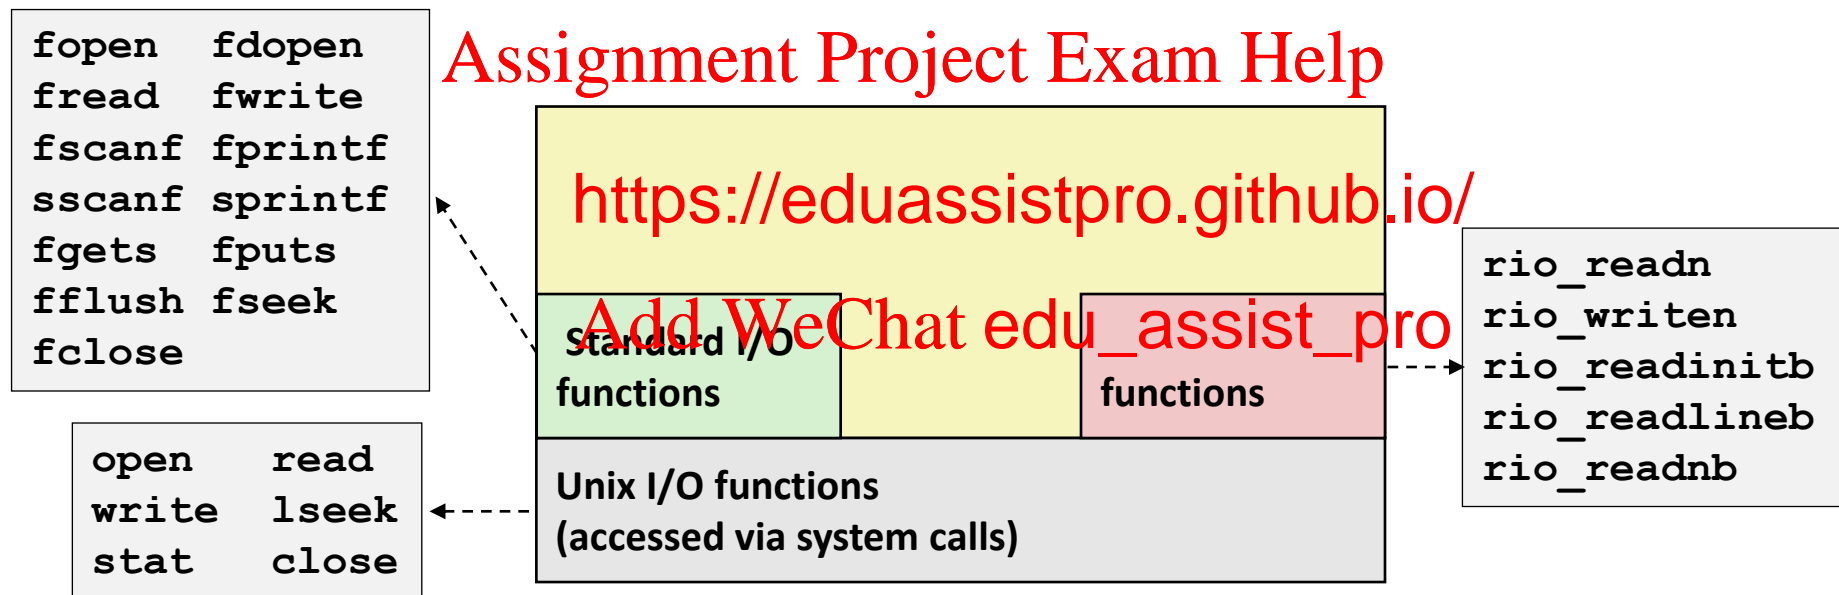 fopen fdopen
fread fwrite
fscanf fprintf
sscanf sprintf
fgets fputs
fflush fseek
fclose
Assignment Project Exam Help
https://eduassistpro.github.io/
Add WeChat edu_assist_pro
Standard I/O
functions
functions
rio_readn
rio_writen
rio_readinitb
rio_readlineb
rio_readnb
open read
write lseek
stat close
Unix I/O functions
(accessed via system calls)